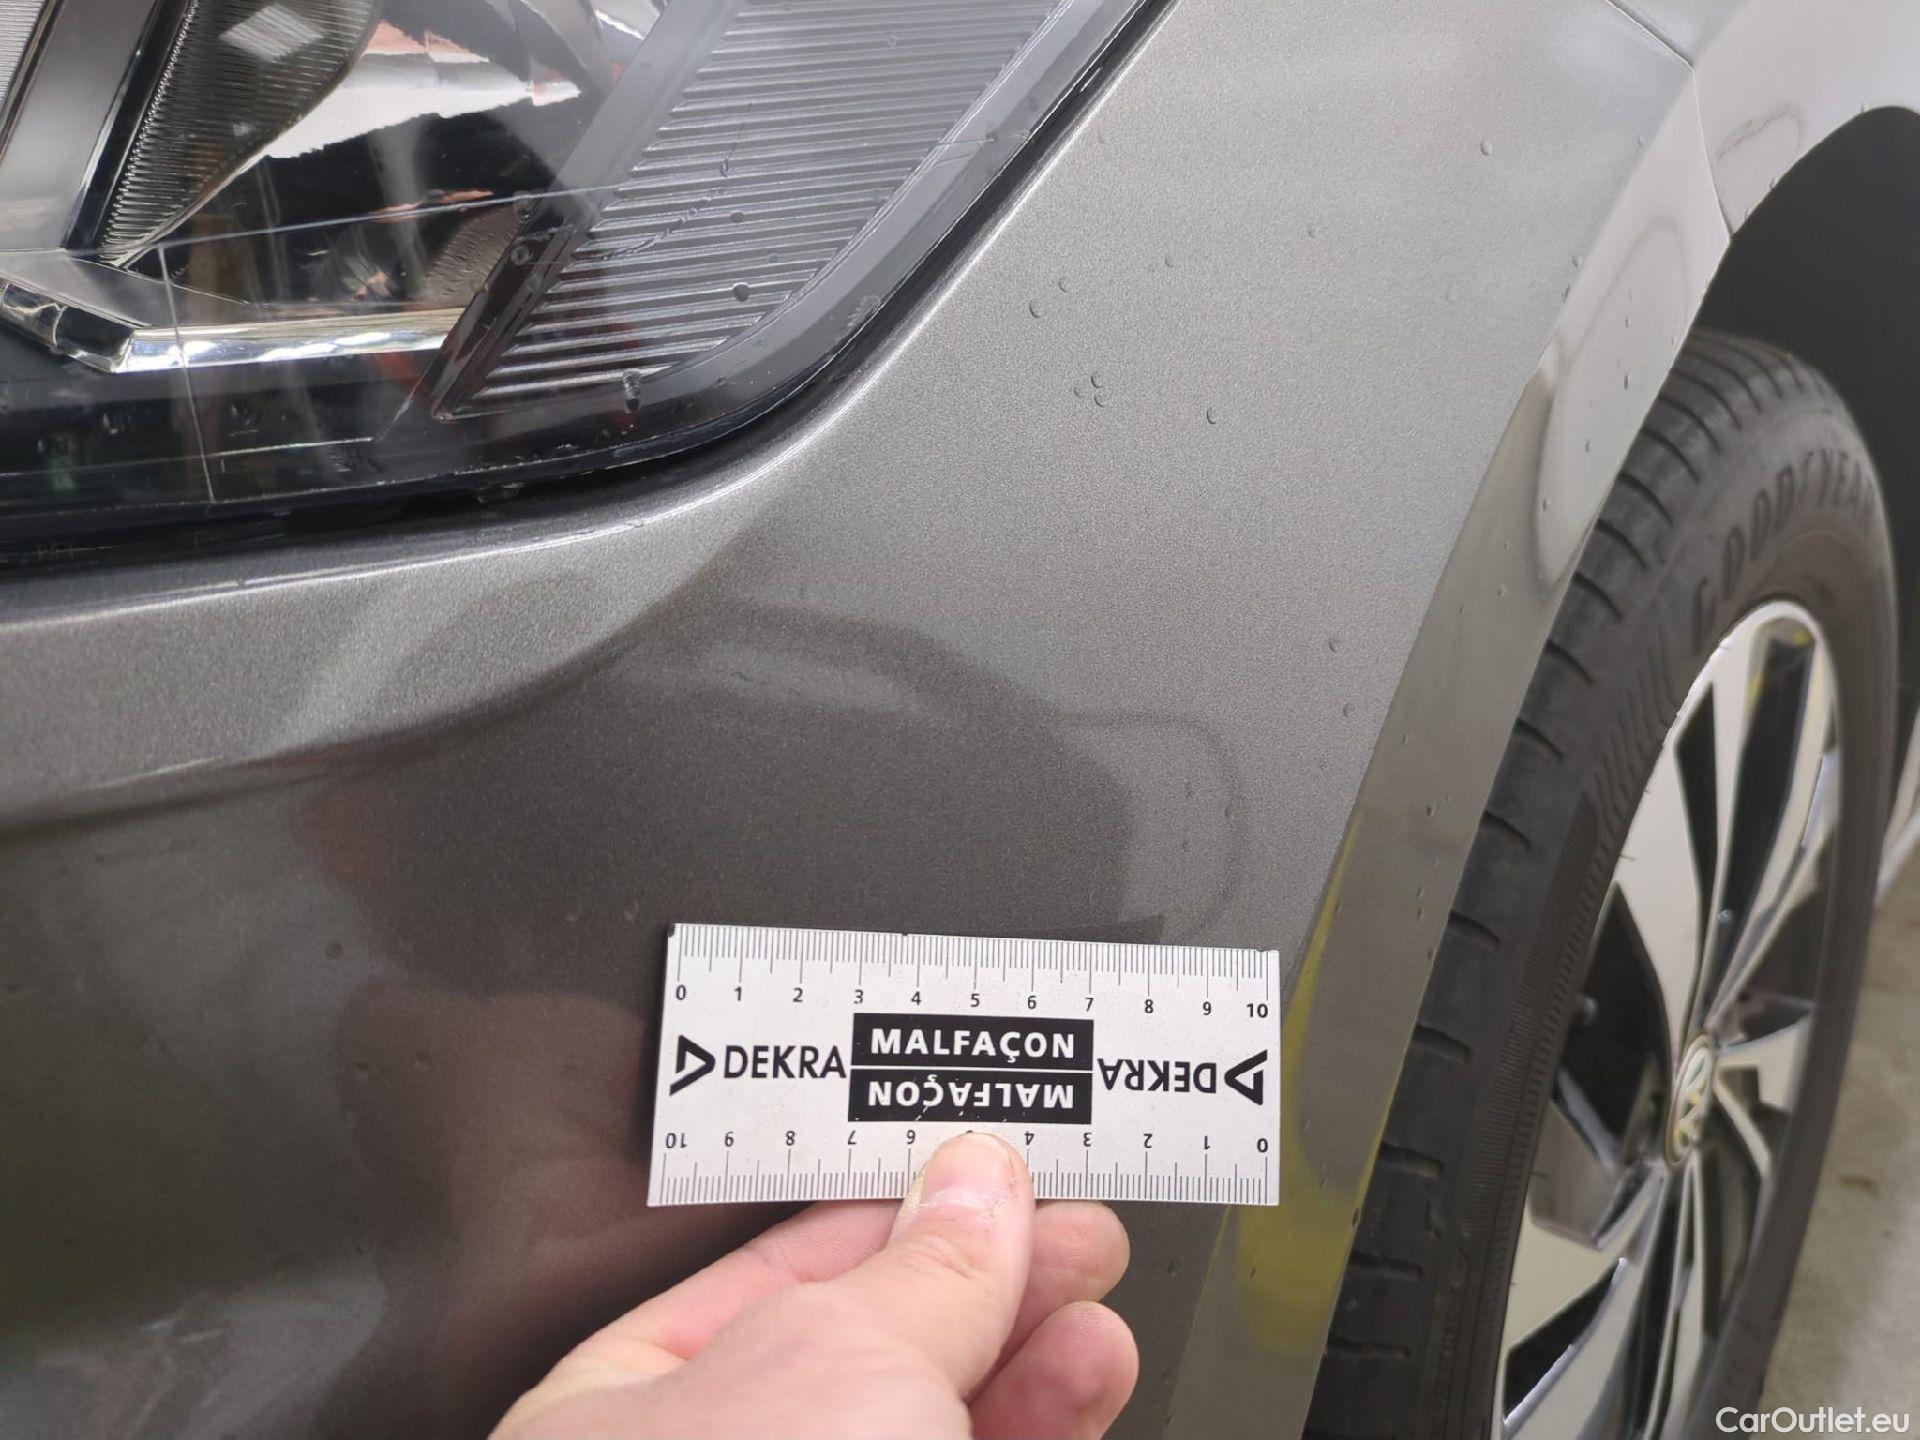 GOODYEAR
0 1 2 3 4 5 6 7 8 9 10
DEKRA MALFAÇON DEKRA
MALFAÇON
10 9 8 7 6 5 4 3 2 1 0
CarOutlet.eu